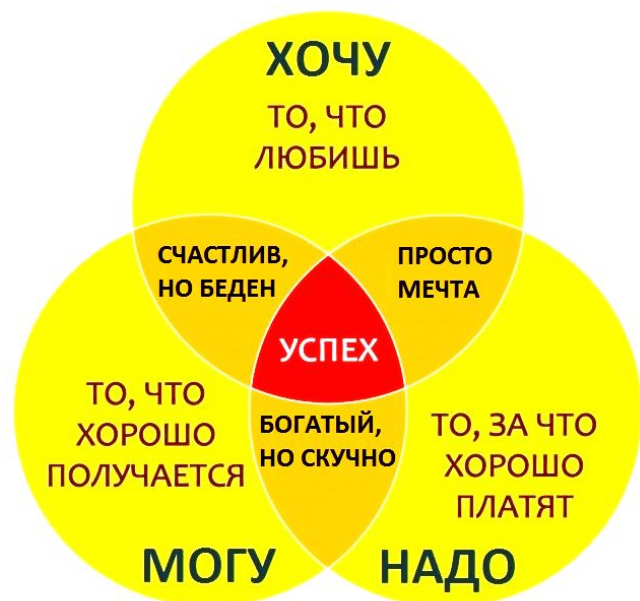 ХОЧУ
ТО, ЧТО
ЛЮБИШЬ
СЧАСТЛИВ,
НО БЕДЕН
ПРОСТО
МЕЧТА
УСПЕХ
ТО, ЧТО
ХОРОШО
ПОЛУЧАЕТСЯ
БОГАТЫЙ,
НО СКУЧНО
ТО, ЗА ЧТО
ХОРОШО
ПЛАТЯТ
МОГУ
НАДО